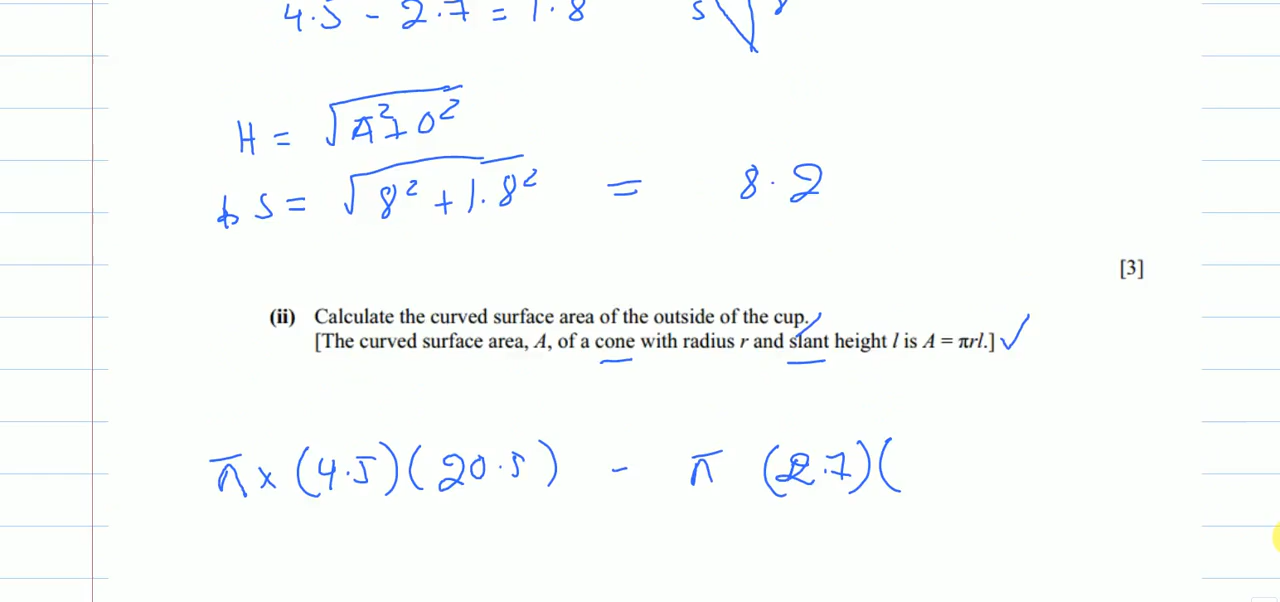 4.5 - 2.7 = 1.8 s
H = √A²+O²
s = √8² + 1.8² = 8.2
[3]
(ii) Calculate the curved surface area of the outside of the cup.
[The curved surface area, A, of a cone with radius r and slant height l is A = πrl.]
π × (4.5)(20.5) - π (2.7)(